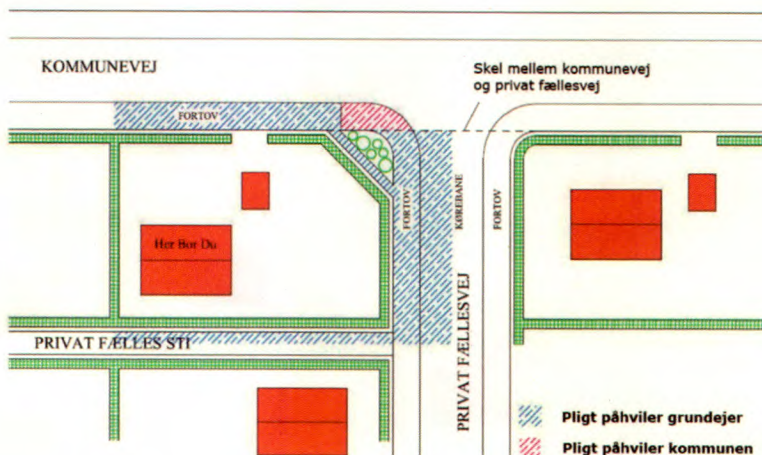 KOMMUNEVEJ
Skel mellem kommunevej
og privat fællesvej
FORTOV
FORTOV
KØREBANE
FORTOV
Her Bor Du
PRIVAT FÆLLESVEJ
PRIVAT FÆLLES STI
Pligt påhviler grundejer
Pligt påhviler kommunen